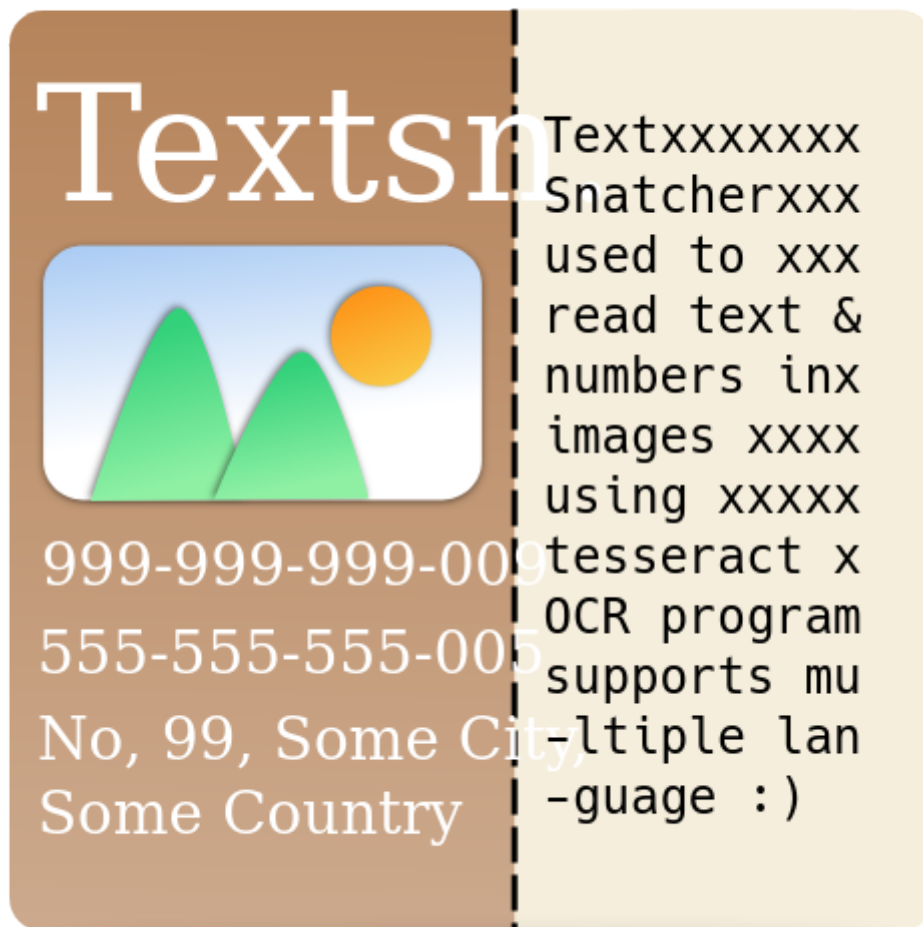 Textsn
999-999-999-009
555-555-555-005
No, 99, Some City,
Some Country
Textxxxxxxx
Snatcherxxx
used to xxx
read text &
numbers inx
images xxxx
using xxxxx
tesseract x
OCR program
supports mu
-ltiple lan
-guage :)